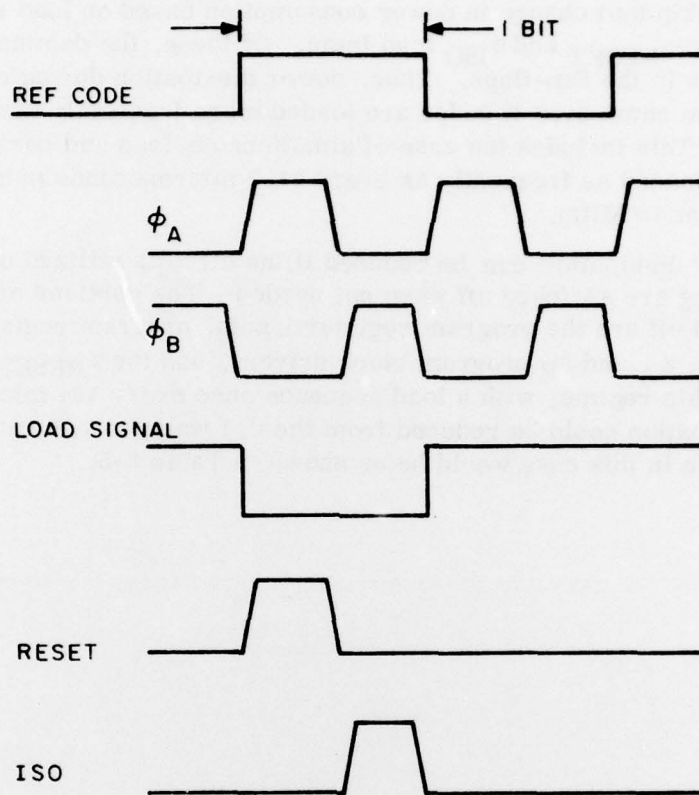 1 BIT
REF CODE
ϕA
ϕB
LOAD SIGNAL
RESET
ISO